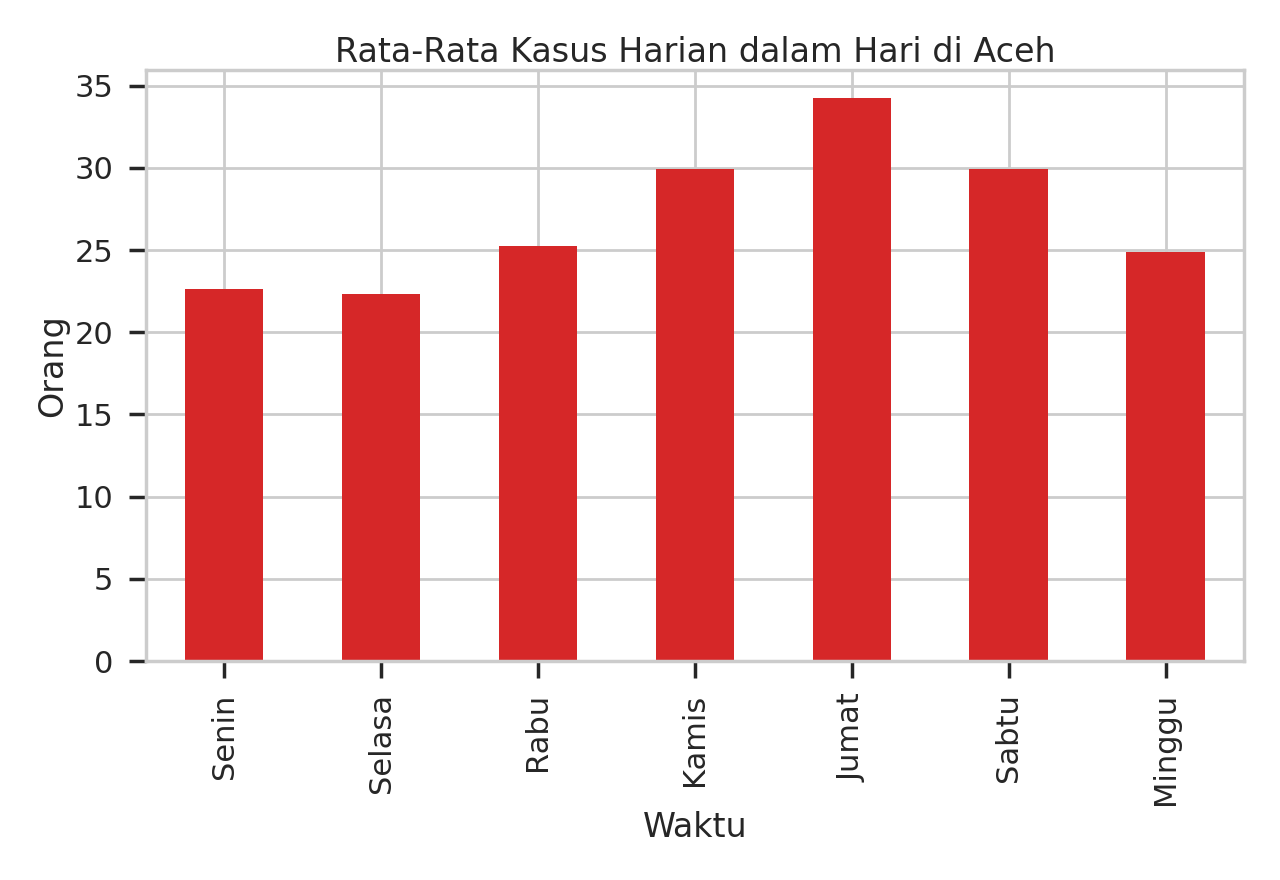 Rata-Rata Kasus Harian dalam Hari di Aceh
35
30
25
20
15
10
5
0
Orang
Senin
Selasa
Rabu
Kamis
Jumat
Sabtu
Minggu
Waktu